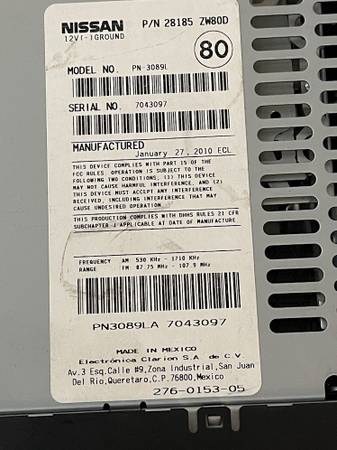 NISSAN P/N 28185 ZW80D
12V(-)GROUND
80
MODEL NO. PN-3089L
SERIAL NO. 7043097
MANUFACTURED
January 27, 2010 ECL
THIS DEVICE COMPLIES WITH PART 15 OF THE
FCC RULES. OPERATION IS SUBJECT TO THE
FOLLOWING TWO CONDITIONS, (1) THIS DEVICE
MAY NOT CAUSE HARMFUL INTERFERENCE, AND (2)
THIS DEVICE MUST ACCEPT ANY INTERFERENCE
RECEIVED, INCLUDING INTERFERENCE THAT MAY
CAUSE UNDESIRED OPERATION.
THIS PRODUCTION COMPLIES WITH DHHS RULES 21 CFR
SUBCHAPTER J APPLICABLE AT DATE OF MANUFACTURE.
FREQUENCY AM 530 KHz - 1710 KHz
RANGE FM 87.75 MHz - 107.9 MHz
PN3089LA 7043097
MADE IN MEXICO
Electrónica Clarion S.A. de C.V.
Av.3 Esq.Calle #9,Zona Industrial,San Juan
Del Rio,Queretaro,C.P.76800,Mexico
276-0153-05